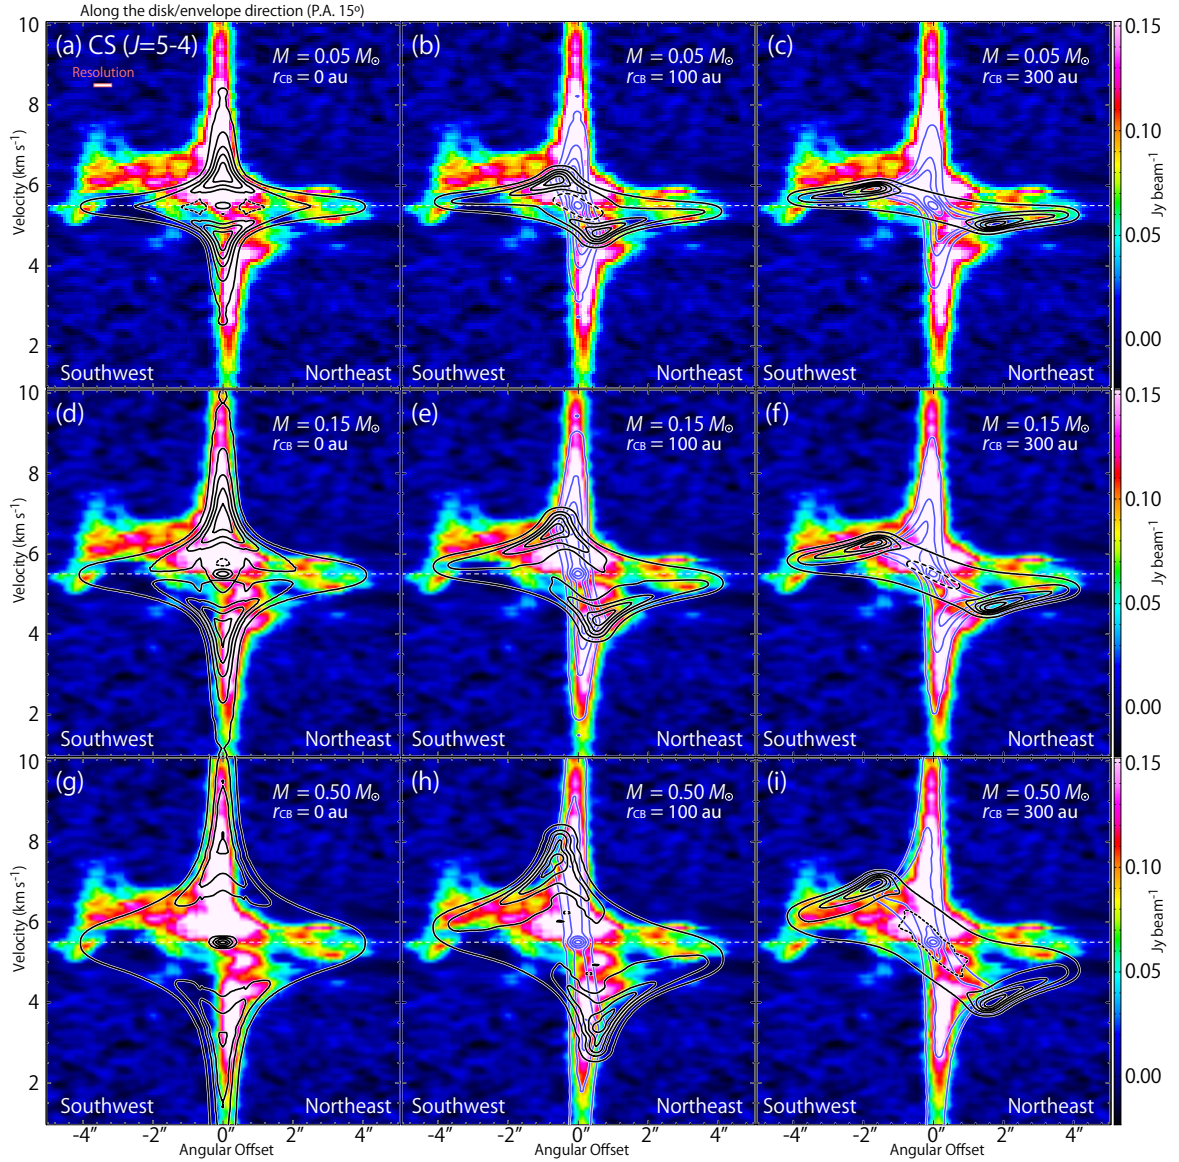 Along the disk/envelope direction (P.A. 15º)
(a) CS (J=5-4)
M = 0.05 M⊙
rCB = 0 au
Resolution
Southwest
Northeast
(b)
M = 0.05 M⊙
rCB = 100 au
Southwest
Northeast
(c)
M = 0.05 M⊙
rCB = 300 au
Southwest
Northeast
10
8
6
4
2
Velocity (km s-1)
0.15
0.10
0.05
0.00
Jy beam-1
(d)
M = 0.15 M⊙
rCB = 0 au
Southwest
Northeast
(e)
M = 0.15 M⊙
rCB = 100 au
Southwest
Northeast
(f)
M = 0.15 M⊙
rCB = 300 au
Southwest
Northeast
10
8
6
4
2
Velocity (km s-1)
0.15
0.10
0.05
0.00
Jy beam-1
(g)
M = 0.50 M⊙
rCB = 0 au
Southwest
Northeast
(h)
M = 0.50 M⊙
rCB = 100 au
Southwest
Northeast
(i)
M = 0.50 M⊙
rCB = 300 au
Southwest
Northeast
10
8
6
4
2
Velocity (km s-1)
0.15
0.10
0.05
0.00
Jy beam-1
-4″ -2″ 0″ 2″ -4″ -2″ 0″ 2″ -4″ -2″ 0″ 2″ 4″
Angular Offset Angular Offset Angular Offset